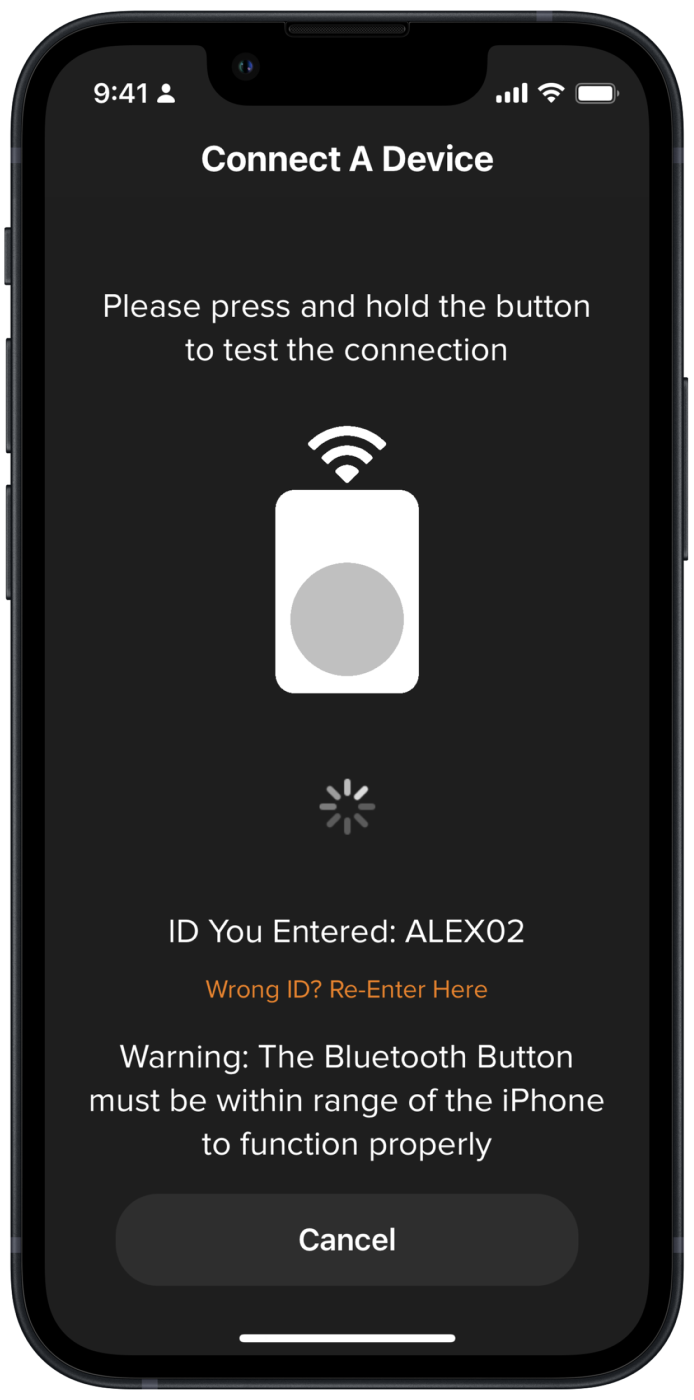 9:41
Connect A Device
Please press and hold the button
to test the connection
ID You Entered: ALEX02
Wrong ID? Re-Enter Here
Warning: The Bluetooth Button
must be within range of the iPhone
to function properly
Cancel